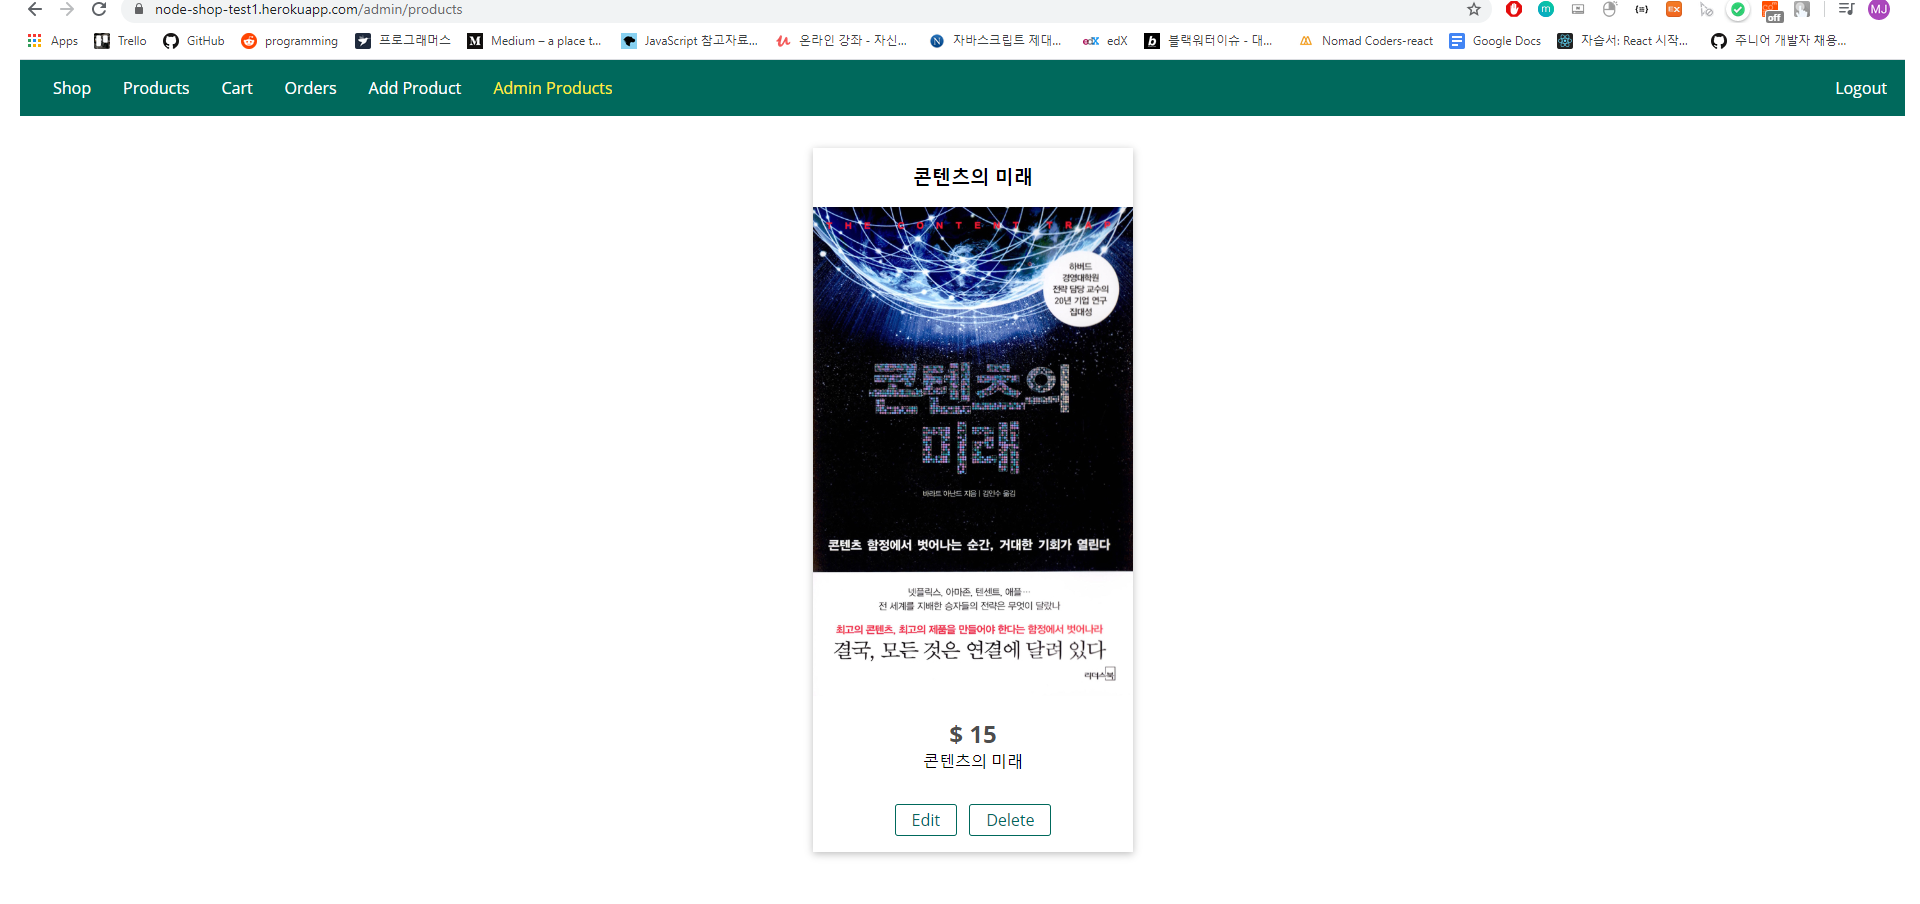 node-shop-test1.herokuapp.com/admin/products
MJ
off
Apps
Trello
GitHub
programming
프로그래머스
Medium – a place t...
JavaScript 참고자료...
온라인 강좌 - 자신...
자바스크립트 제대...
edX
블랙워터이슈 - 대...
Nomad Coders-react
Google Docs
자습서: React 시작...
주니어 개발자 채용...
Shop
Products
Cart
Orders
Add Product
Admin Products
Logout
콘텐츠의 미래
THE CONTENT TRAP
하버드
경영대학원
전략 담당 교수의
20년 기업 연구
집대성
콘텐츠의
미래
바라트 아난드 지음 | 김인수 옮김
콘텐츠 함정에서 벗어나는 순간, 거대한 기회가 열린다
넷플릭스, 아마존, 텐센트, 애플…
전 세계를 지배한 승자들의 전략은 무엇이 달랐나
최고의 콘텐츠, 최고의 제품을 만들어야 한다는 함정에서 벗어나라
결국, 모든 것은 연결에 달려 있다
리더스북
$ 15
콘텐츠의 미래
Edit
Delete